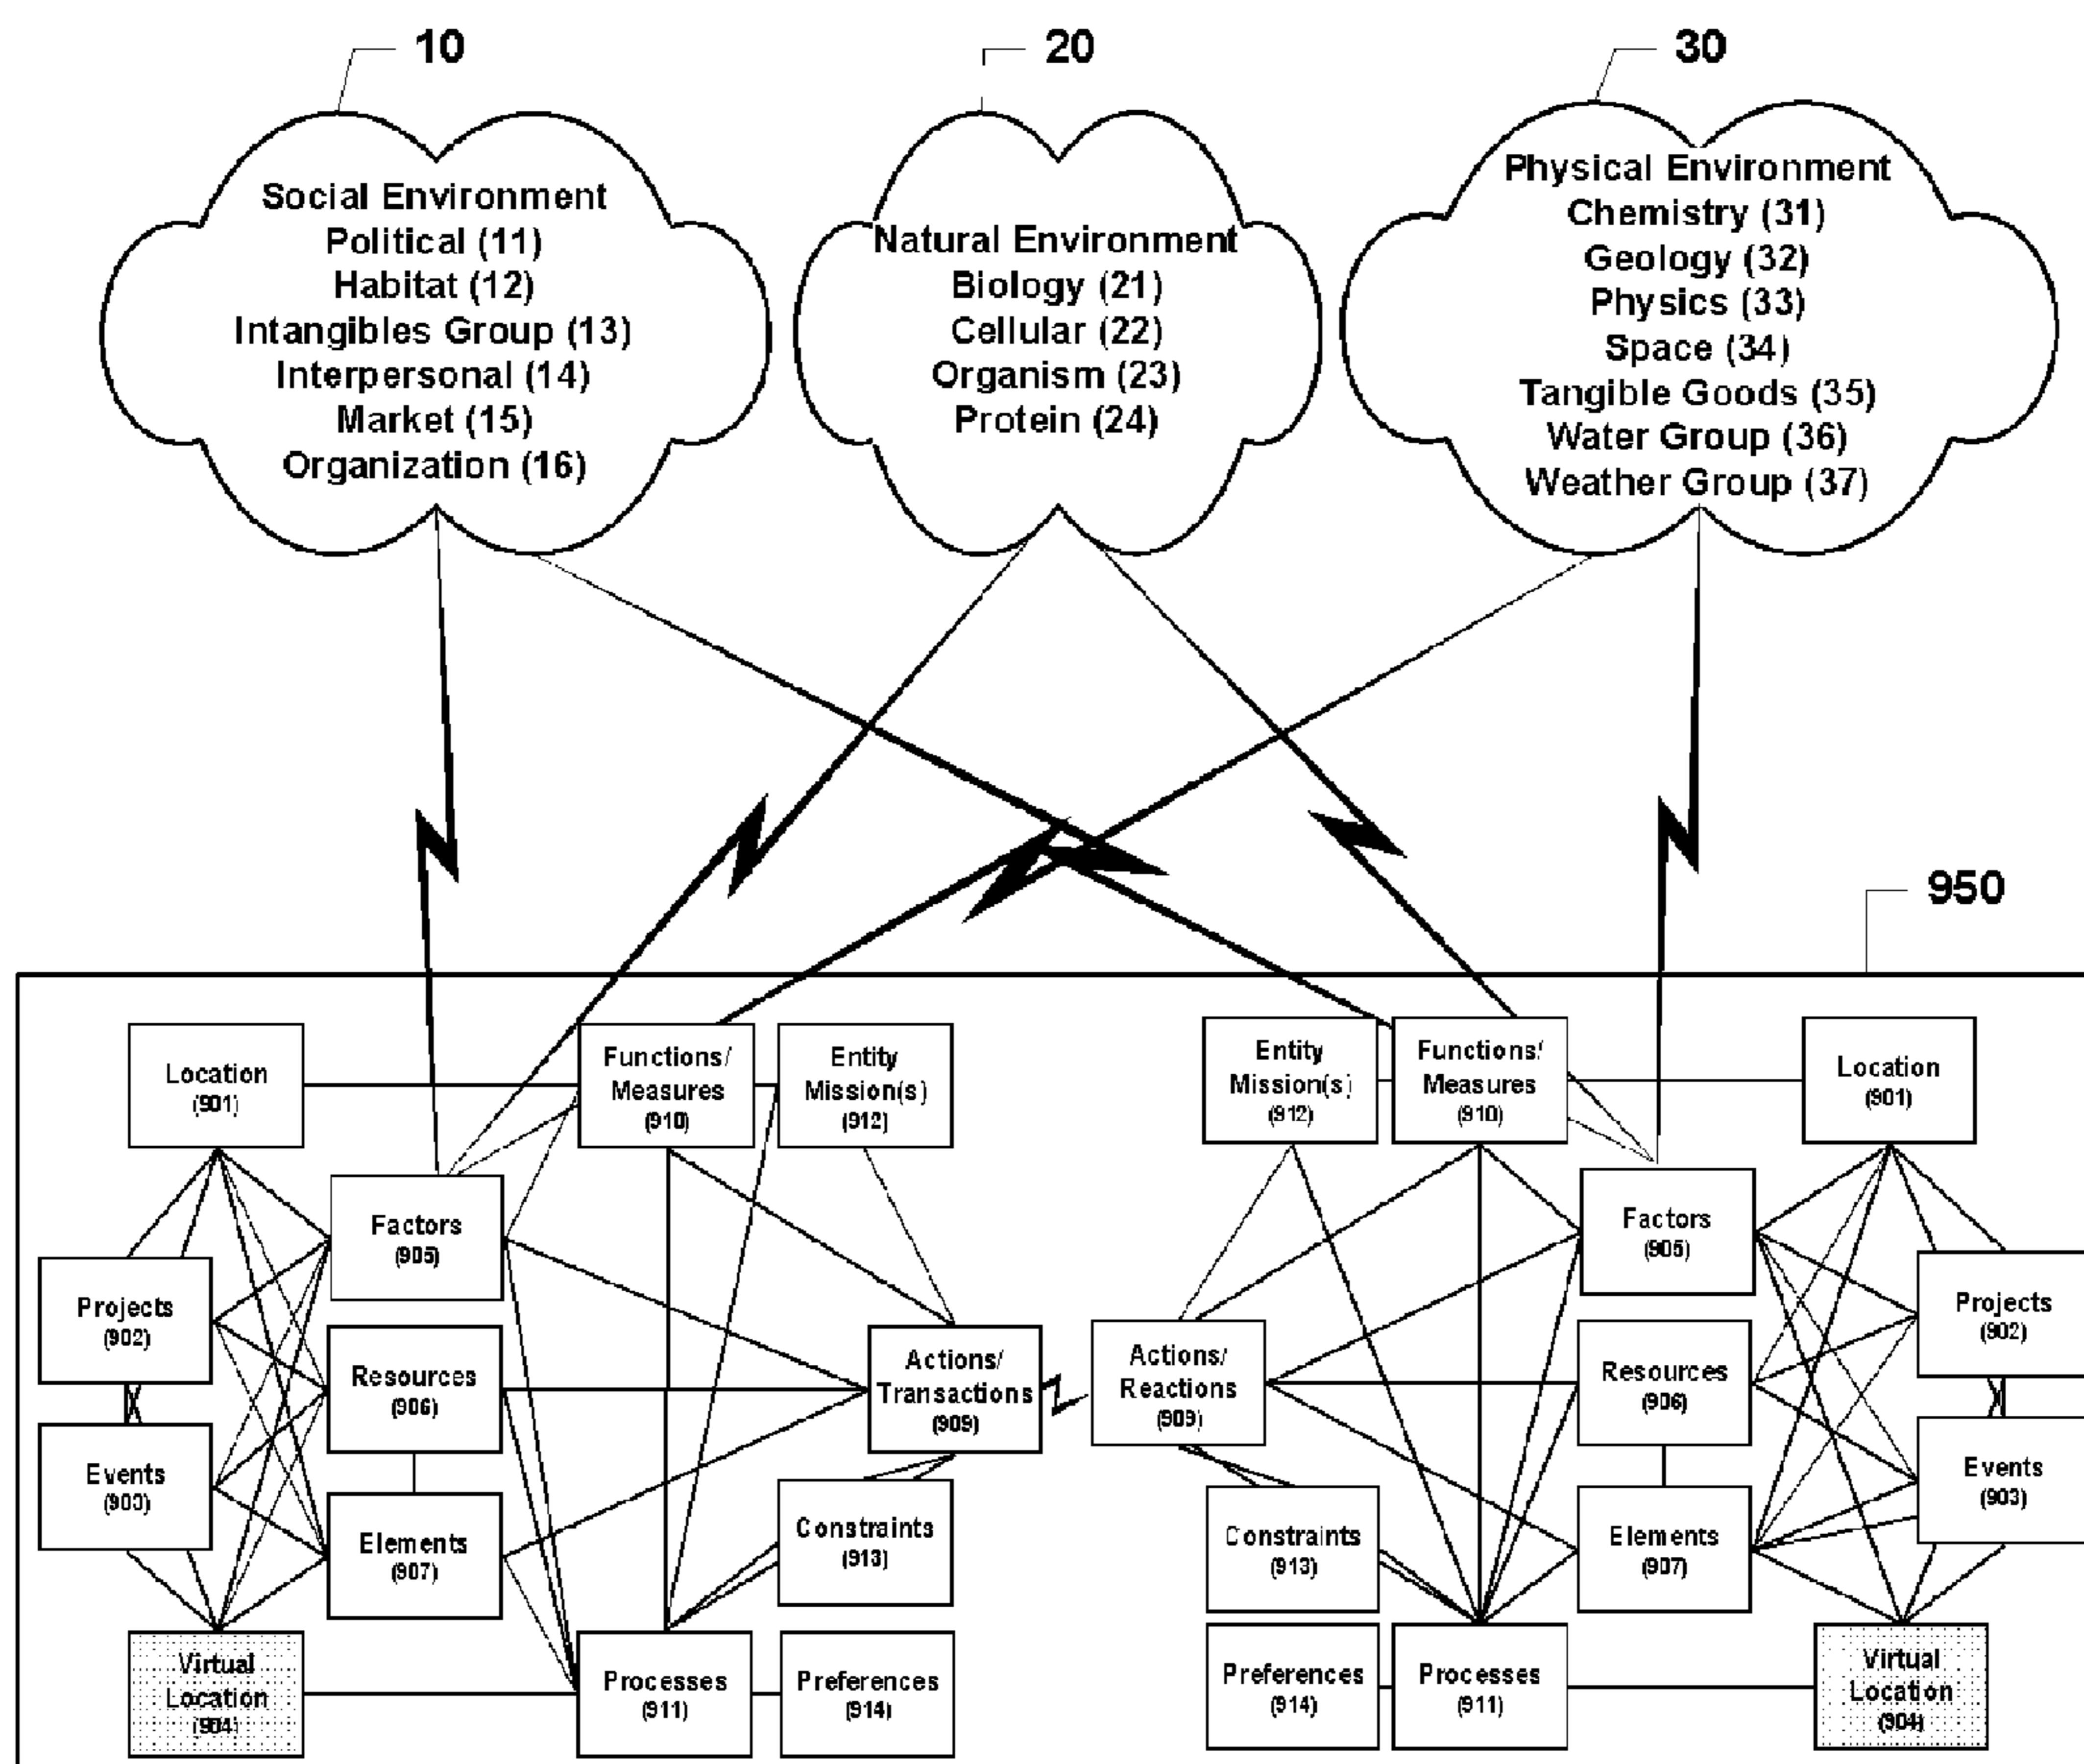 10
20
30
Social Environment
Political (11)
Habitat (12)
Intangibles Group (13)
Interpersonal (14)
Market (15)
Organization (16)
Natural Environment
Biology (21)
Cellular (22)
Organism (23)
Protein (24)
Physical Environment
Chemistry (31)
Geology (32)
Physics (33)
Space (34)
Tangible Goods (35)
Water Group (36)
Weather Group (37)
950
Location
(901)
Functions/
Measures
(910)
Entity
Mission(s)
(912)
Factors
(905)
Projects
(902)
Resources
(906)
Actions/
Transactions
(909)
Events
(903)
Elements
(907)
Constraints
(913)
Virtual
Location
(904)
Processes
(911)
Preferences
(914)
Entity
Mission(s)
(912)
Functions/
Measures
(910)
Location
(901)
Factors
(905)
Projects
(902)
Actions/
Reactions
(909)
Resources
(906)
Events
(903)
Constraints
(913)
Elements
(907)
Preferences
(914)
Processes
(911)
Virtual
Location
(904)